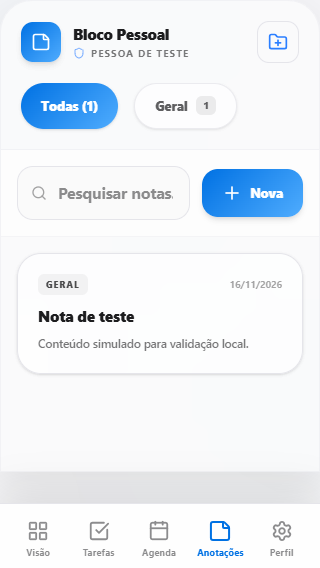 Bloco Pessoal
PESSOA DE TESTE
Todas (1)
Geral 1
Pesquisar notas.
Nova
GERAL
16/11/2026
Nota de teste
Conteúdo simulado para validação local.
Visão
Tarefas
Agenda
Anotações
Perfil